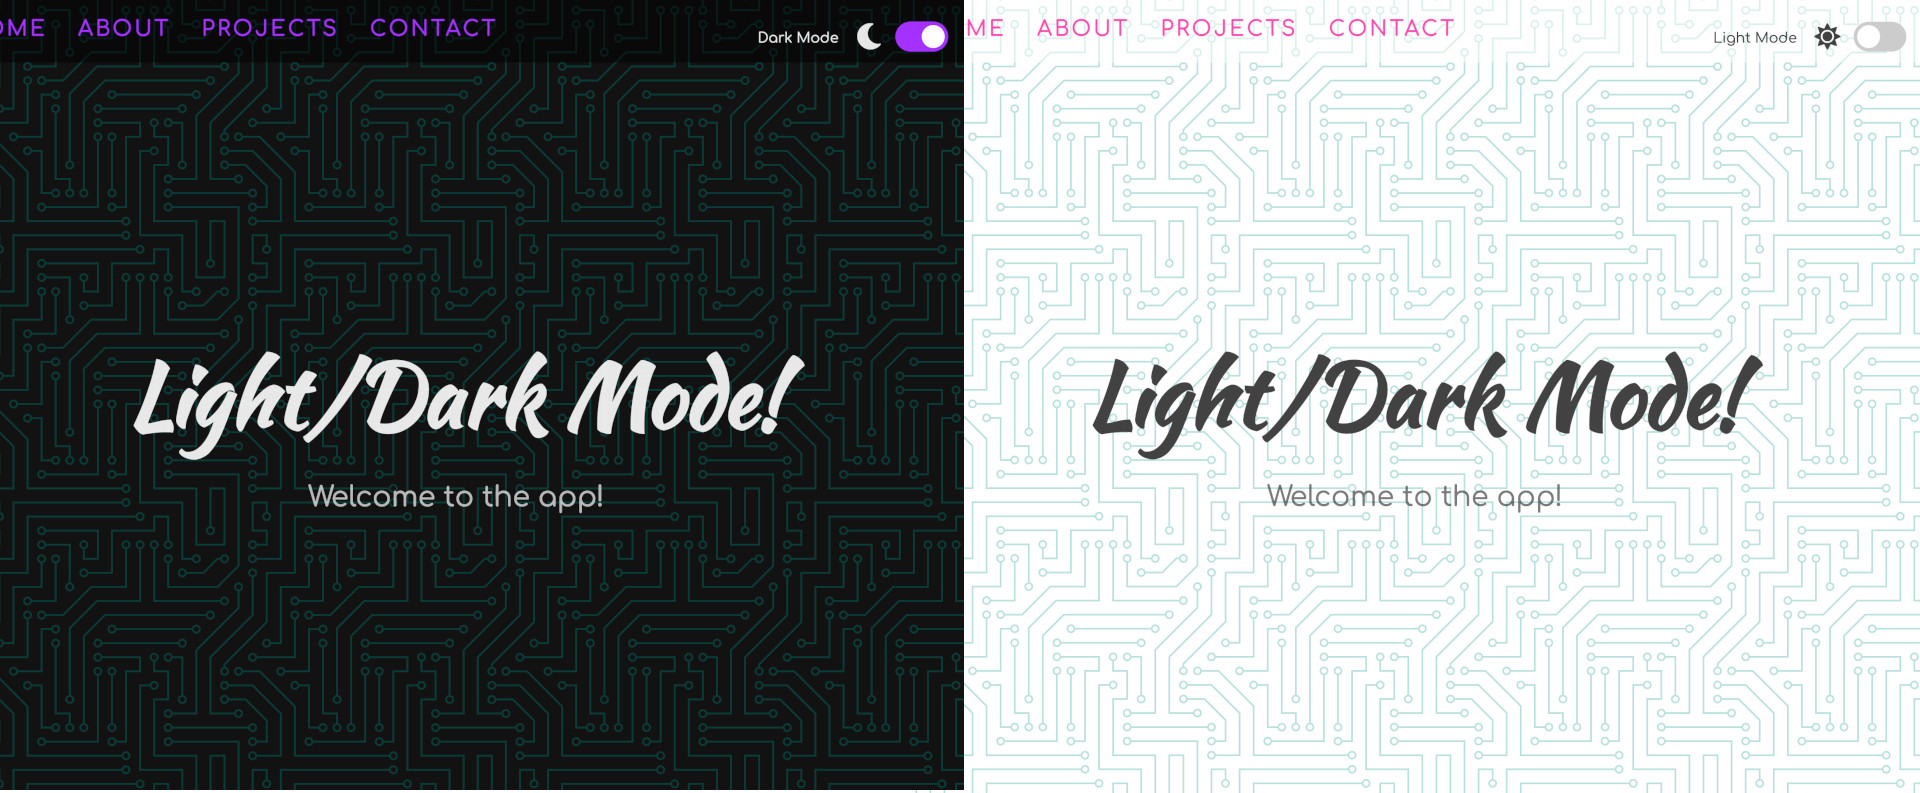 OME ABOUT PROJECTS CONTACT
Dark Mode
Light/Dark Mode!
Welcome to the app!
ME ABOUT PROJECTS CONTACT
Light Mode
Light/Dark Mode!
Welcome to the app!